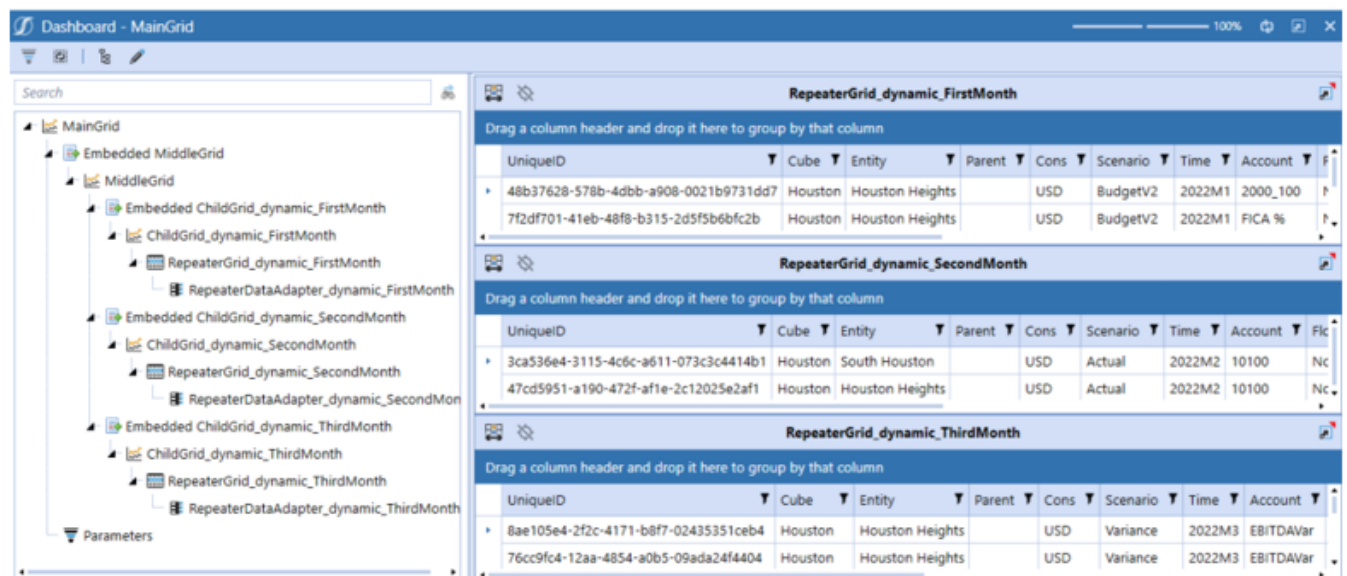 Dashboard - MainGrid
100%
Search
MainGrid
Embedded MiddleGrid
MiddleGrid
Embedded ChildGrid_dynamic_FirstMonth
ChildGrid_dynamic_FirstMonth
RepeaterGrid_dynamic_FirstMonth
RepeaterDataAdapter_dynamic_FirstMonth
Embedded ChildGrid_dynamic_SecondMonth
ChildGrid_dynamic_SecondMonth
RepeaterGrid_dynamic_SecondMonth
RepeaterDataAdapter_dynamic_SecondMon
Embedded ChildGrid_dynamic_ThirdMonth
ChildGrid_dynamic_ThirdMonth
RepeaterGrid_dynamic_ThirdMonth
RepeaterDataAdapter_dynamic_ThirdMonth
Parameters
RepeaterGrid_dynamic_FirstMonth
Drag a column header and drop it here to group by that column
UniqueID Cube Entity Parent Cons Scenario Time Account F
48b37628-578b-4dbb-a908-0021b9731dd7 Houston Houston Heights USD BudgetV2 2022M1 2000_100
7f2df701-41eb-48f8-b315-2d5f5b6bfc2b Houston Houston Heights USD BudgetV2 2022M1 FICA %
RepeaterGrid_dynamic_SecondMonth
Drag a column header and drop it here to group by that column
UniqueID Cube Entity Parent Cons Scenario Time Account Flc
3ca536e4-3115-4c6c-a611-073c3c4414b1 Houston South Houston USD Actual 2022M2 10100 Nc
47cd5951-a190-472f-af1e-2c12025e2af1 Houston Houston Heights USD Actual 2022M2 10100 Nc
RepeaterGrid_dynamic_ThirdMonth
Drag a column header and drop it here to group by that column
UniqueID Cube Entity Parent Cons Scenario Time Account
8ae105e4-2f2c-4171-b8f7-02435351ceb4 Houston Houston Heights USD Variance 2022M3 EBITDAVar
76cc9fc4-12aa-4854-a0b5-09ada24f4404 Houston Houston Heights USD Variance 2022M3 EBITDAVar